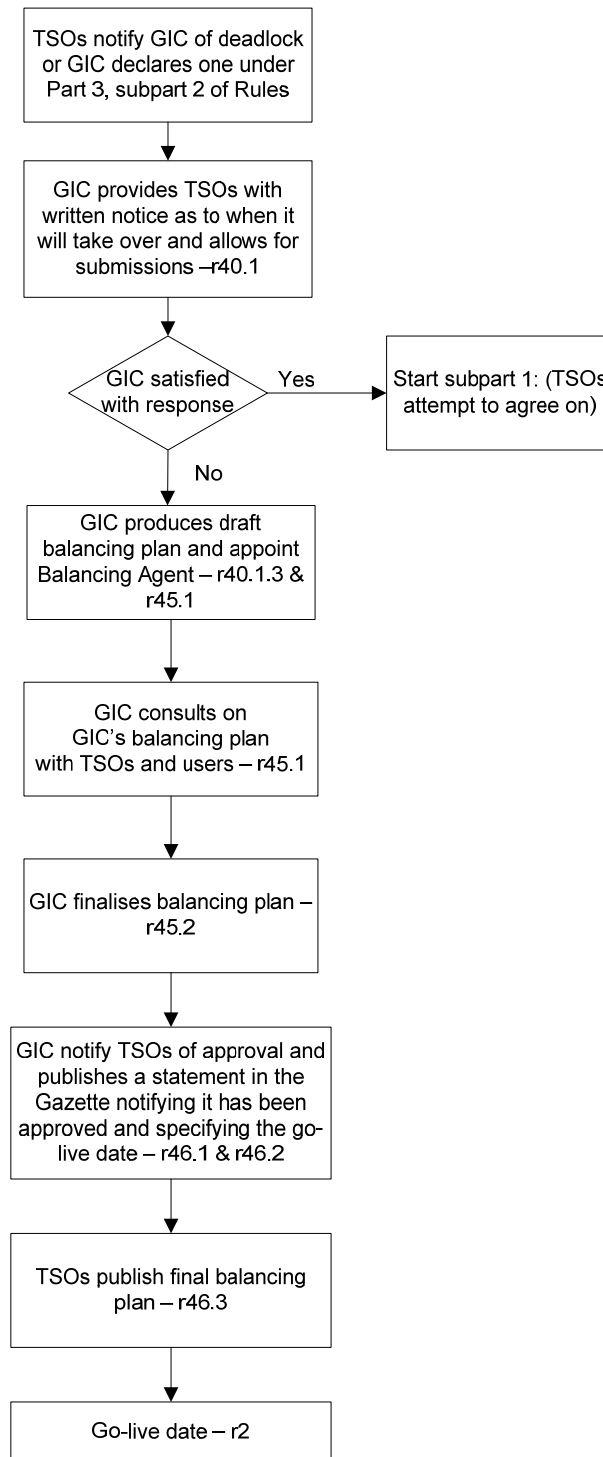 TSOs notify GIC of deadlock
or GIC declares one under
Part 3, subpart 2 of Rules
GIC provides TSOs with
written notice as to when it
will take over and allows for
submissions –r40.1
GIC satisfied
with response
Yes
Start subpart 1: (TSOs
attempt to agree on)
No
GIC produces draft
balancing plan and appoint
Balancing Agent – r40.1.3 &
r45.1
GIC consults on
GIC's balancing plan
with TSOs and users – r45.1
GIC finalises balancing plan –
r45.2
GIC notify TSOs of approval and
publishes a statement in the
Gazette notifying it has been
approved and specifying the go-
live date – r46.1 & r46.2
TSOs publish final balancing
plan – r46.3
Go-live date – r2